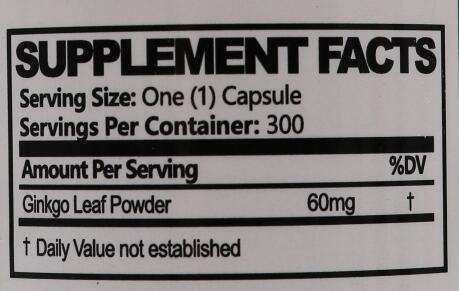 SUPPLEMENT FACTS
Serving Size: One (1) Capsule
Servings Per Container: 300
Amount Per Serving %DV
Ginkgo Leaf Powder 60mg †
† Daily Value not established